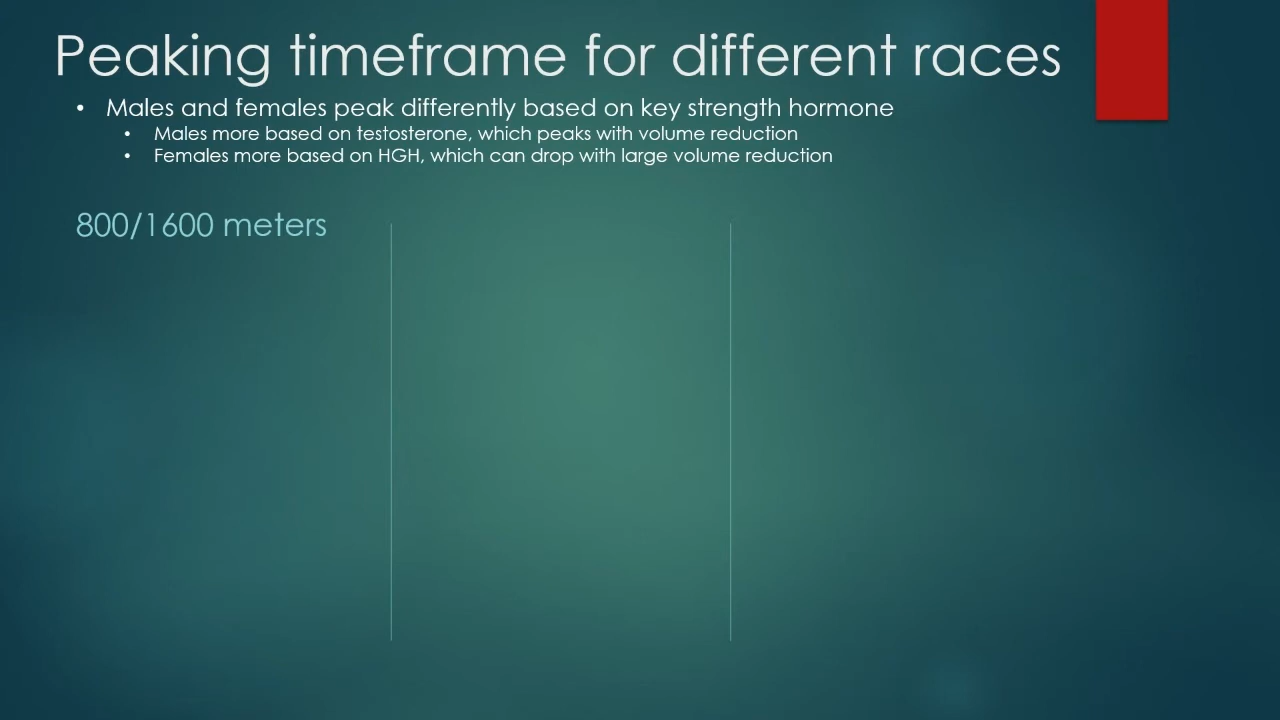 Peaking timeframe for different races
• Males and females peak differently based on key strength hormone
• Males more based on testosterone, which peaks with volume reduction
• Females more based on HGH, which can drop with large volume reduction
800/1600 meters